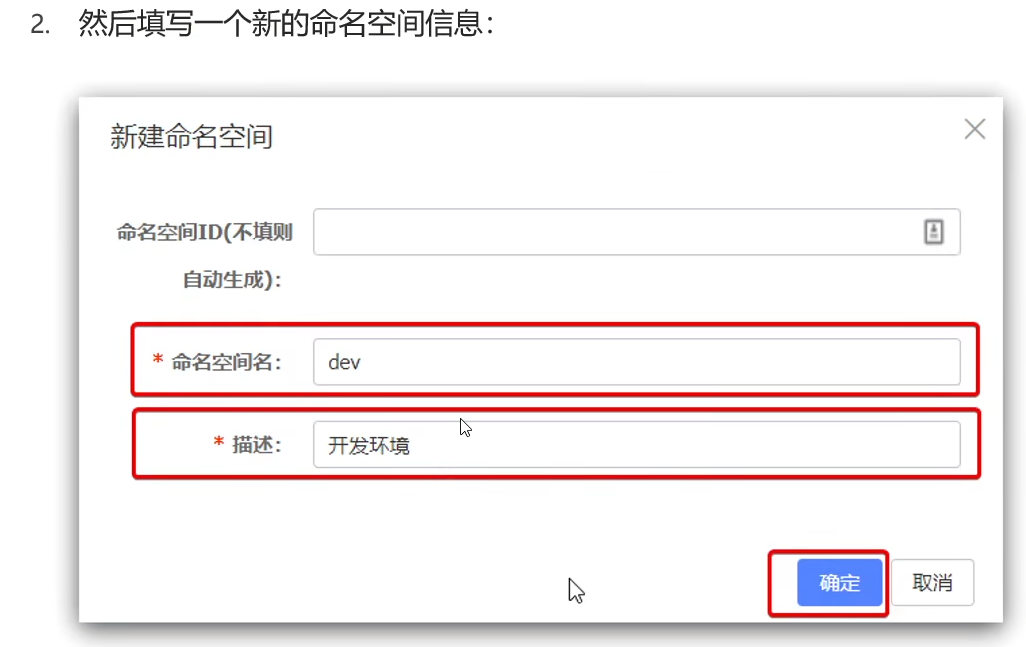 2. 然后填写一个新的命名空间信息：
新建命名空间
命名空间ID(不填则
自动生成)：
* 命名空间名： dev
* 描述： 开发环境
确定 取消